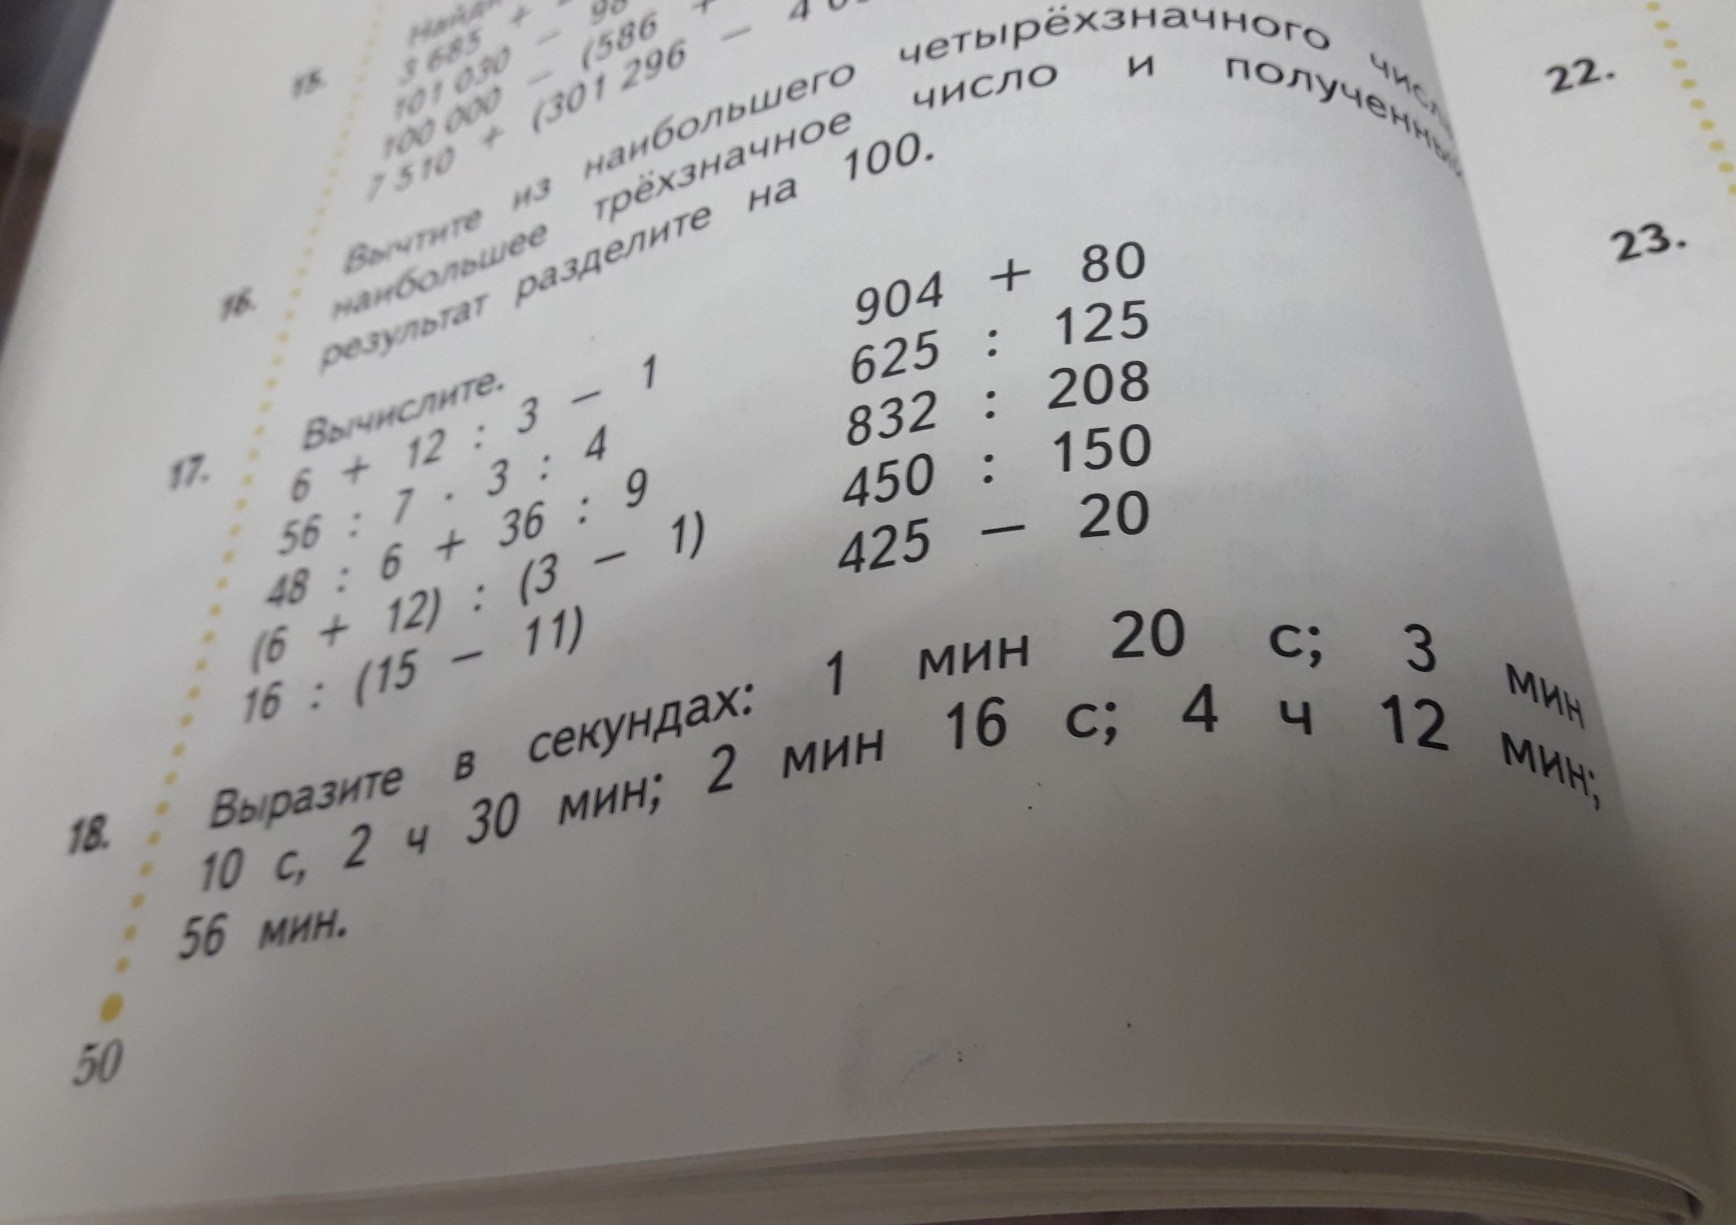 15.
3 685 +
101 030 — 98
100 000 — (586 +
7 510 + (301 296 — 4
16. Вычтите из наибольшего четырёхзначного числа
наибольшее трёхзначное число и полученный
результат разделите на 100.
17. Вычислите.
6 + 12 : 3 — 1 904 + 80
56 : 7 · 3 : 4 625 : 125
48 : 6 + 36 : 9 832 : 208
(6 + 12) : (3 — 1) 450 : 150
16 : (15 — 11) 425 — 20
18. Выразите в секундах: 1 мин 20 с; 3 мин
10 с, 2 ч 30 мин; 2 мин 16 с; 4 ч 12 мин;
56 мин.
50
22.
23.